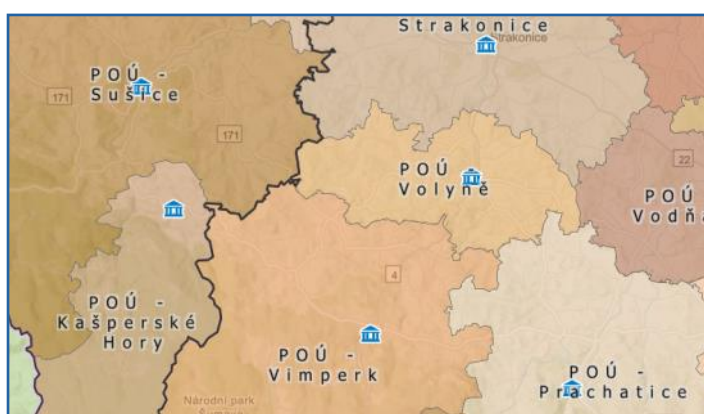 Strakonice
Strakonice
POÚ -
Sušice
171
171
POÚ
Volyně
22
POÚ
Vodňa
4
POÚ -
Kašperské
Hory
POÚ -
Vimperk
POÚ -
Prachatice
Národní park
Šumava